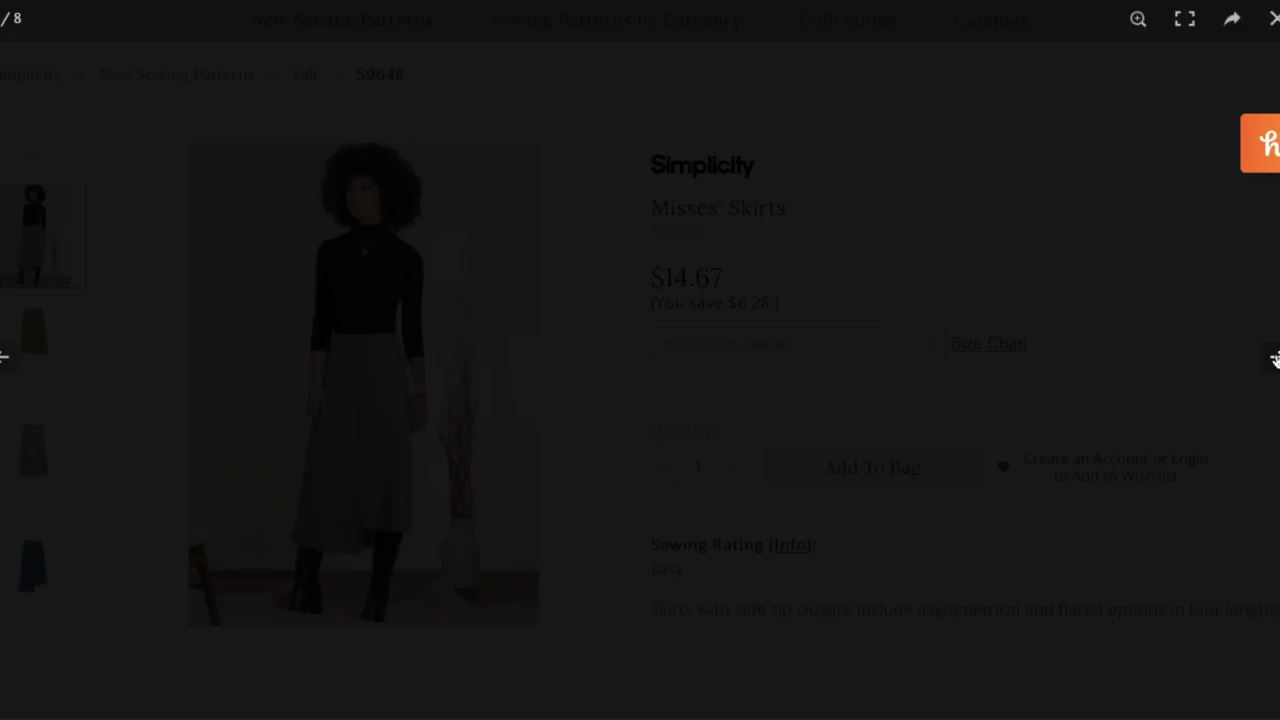 / 8
New Sewing Patterns
Sewing Patterns by Category
Collections
Catalogs
New Sewing Patterns
Fall
S9648
h
Simplicity
Misses' Skirts
$14.67
(You save $6.28 )
Size Chart
1
Add To Bag
Create an Account or Login
to Add to Wish list
Sewing Rating (Info):
Easy
Skirts with side zip closure include asymmetrical and flared options in four length